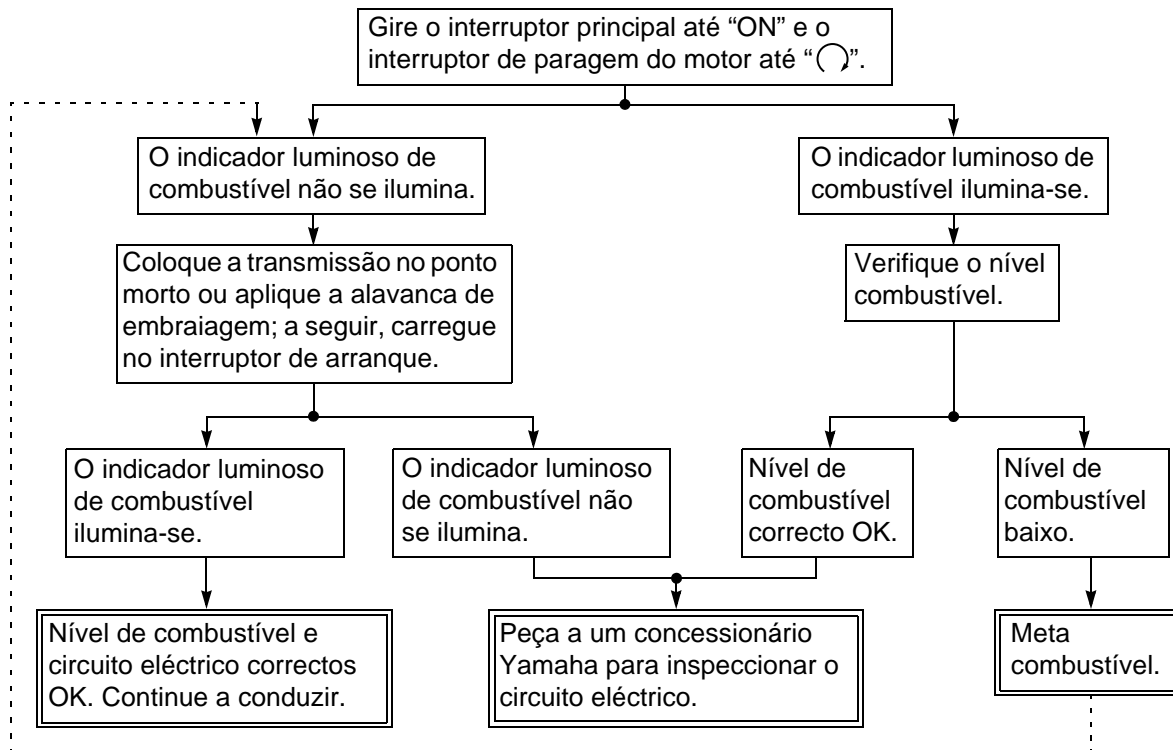 Gire o interruptor principal até “ON” e o
interruptor de paragem do motor até “ ”.
O indicador luminoso de
combustível não se ilumina.
O indicador luminoso de
combustível ilumina-se.
Coloque a transmissão no ponto
morto ou aplique a alavanca de
embraiagem; a seguir, carregue
no interruptor de arranque.
Verifique o nível
combustível.
O indicador luminoso
de combustível
ilumina-se.
O indicador luminoso
de combustível não
se ilumina.
Nível de
combustível
correcto OK.
Nível de
combustível
baixo.
Nível de combustível e
circuito eléctrico correctos
OK. Continue a conduzir.
Peça a um concessionário
Yamaha para inspeccionar o
circuito eléctrico.
Meta
combustível.